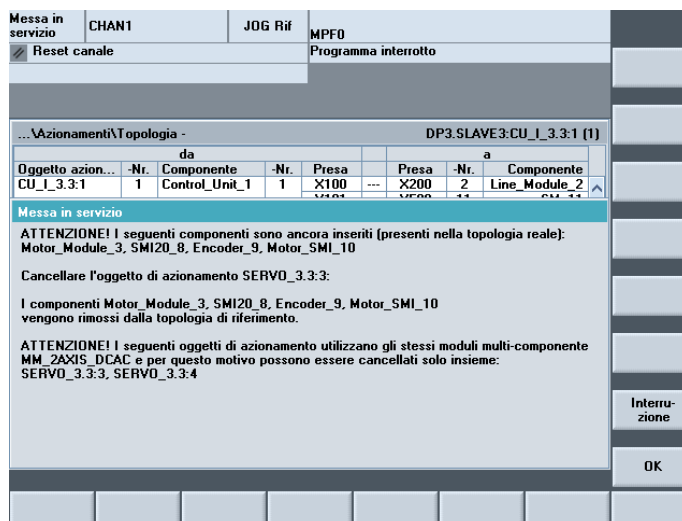 Messa in servizio
CHAN1
JOG Rif
MPF0
Reset canale
Programma interrotto
...\Azionamenti\Topologia -
DP3.SLAVE3:CU_I_3.3:1 (1)
da
a
Oggetto azion... -Nr. Componente -Nr. Presa Presa -Nr. Componente
CU_I_3.3:1 1 Control_Unit_1 1 X100 --- X200 2 Line_Module_2
Messa in servizio
ATTENZIONE! I seguenti componenti sono ancora inseriti (presenti nella topologia reale):
Motor_Module_3, SMI20_8, Encoder_9, Motor_SMI_10
Cancellare l'oggetto di azionamento SERVO_3.3:3:
I componenti Motor_Module_3, SMI20_8, Encoder_9, Motor_SMI_10
vengono rimossi dalla topologia di riferimento.
ATTENZIONE! I seguenti oggetti di azionamento utilizzano gli stessi moduli multi-componente
MM_2AXIS_DCAC e per questo motivo possono essere cancellati solo insieme:
SERVO_3.3:3, SERVO_3.3:4
Interru-
zione
OK